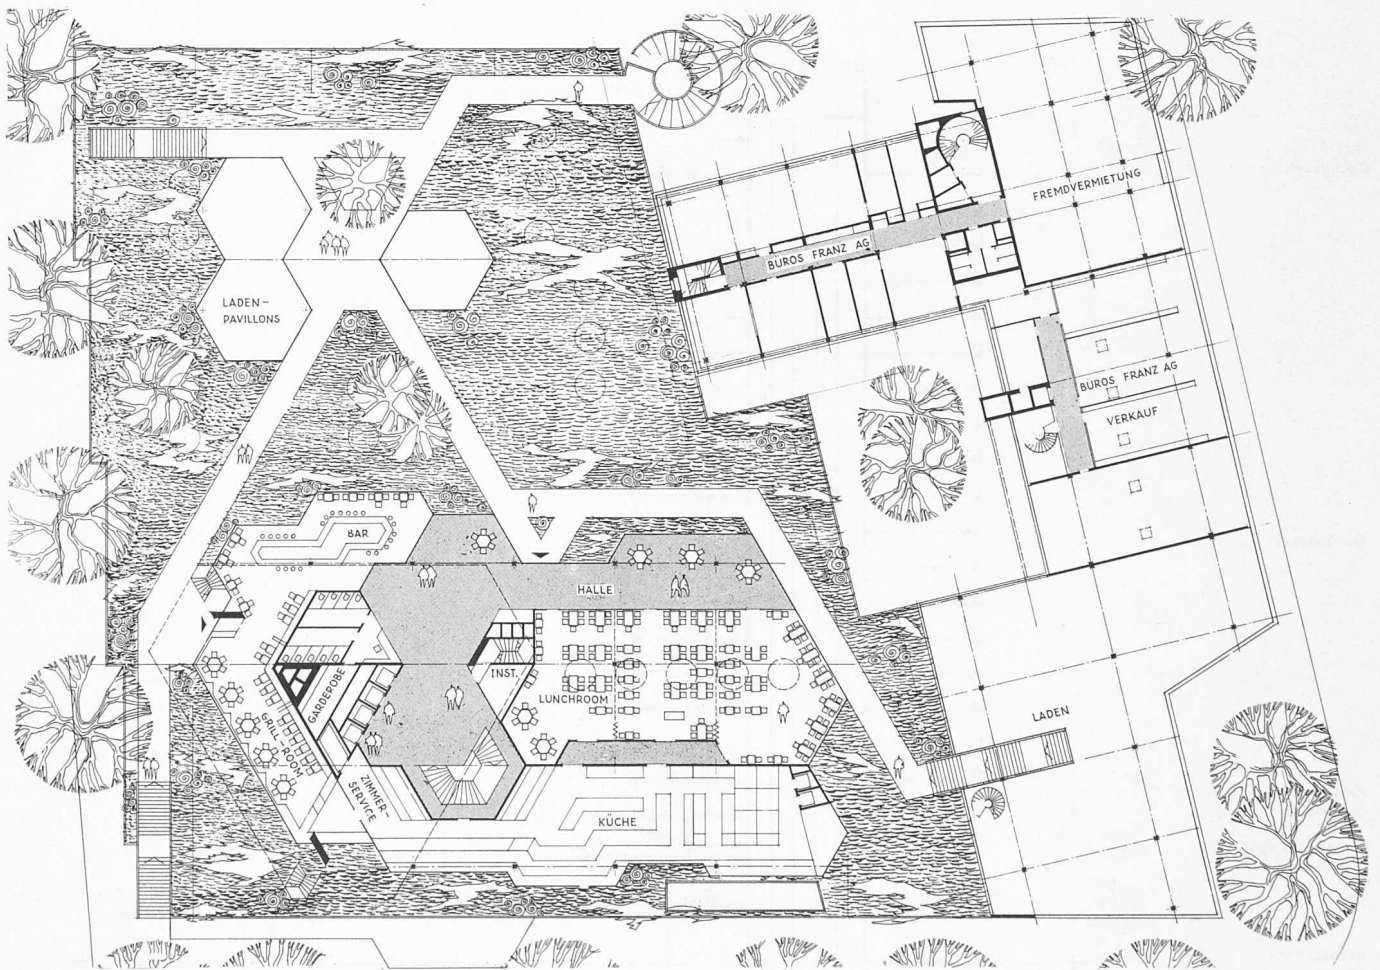 FREMDVERMIETUNG
BÜROS FRANZ AG
LADEN-
PAVILLONS
BÜROS FRANZ AG
VERKAUF
BAR
HALLE
INST.
GARDEROBE
LUNCHROOM
GRILL-ROOM
LADEN
ZIMMER-
SERVICE
KÜCHE